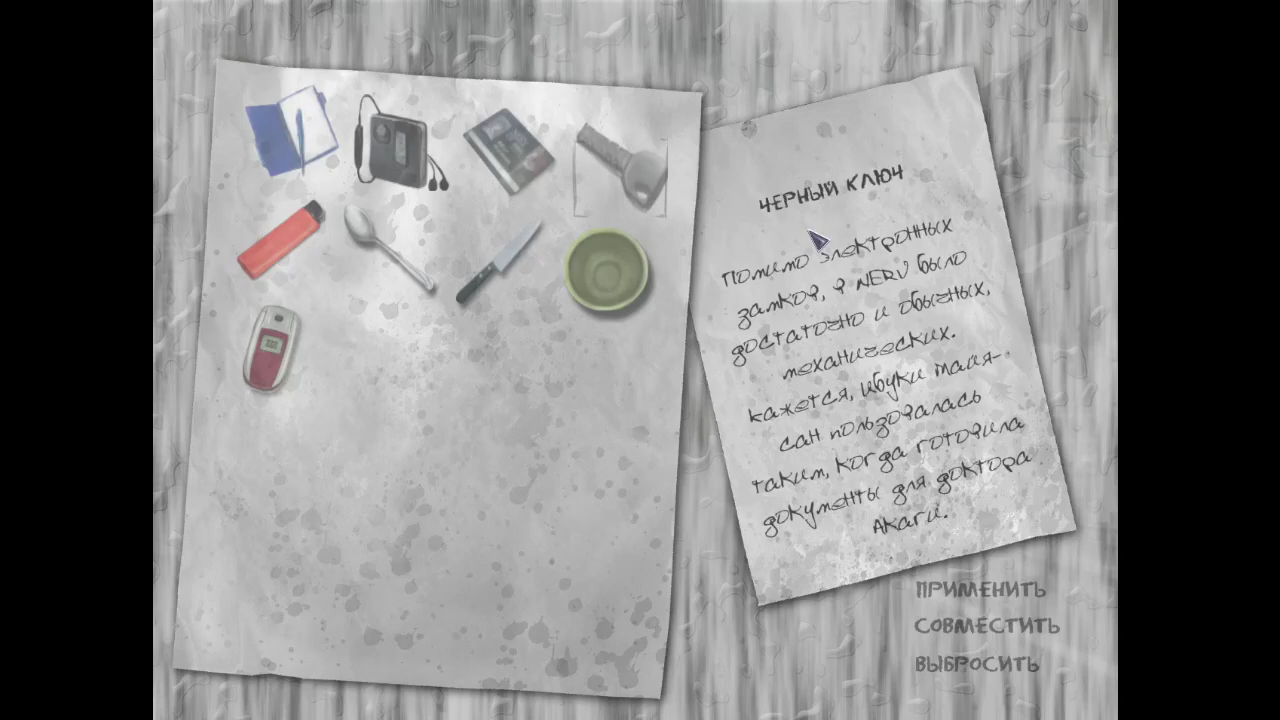 ЧЕРНЫЙ КЛЮЧ
Помимо электронных
замков, в NERV было
достаточно и обычных,
механических.
кажется, ибуки майя-
сан пользовалась
таким, когда готовила
документы для доктора
Акаги.
ПРИМЕНИТЬ
СОВМЕСТИТЬ
ВЫБРОСИТЬ